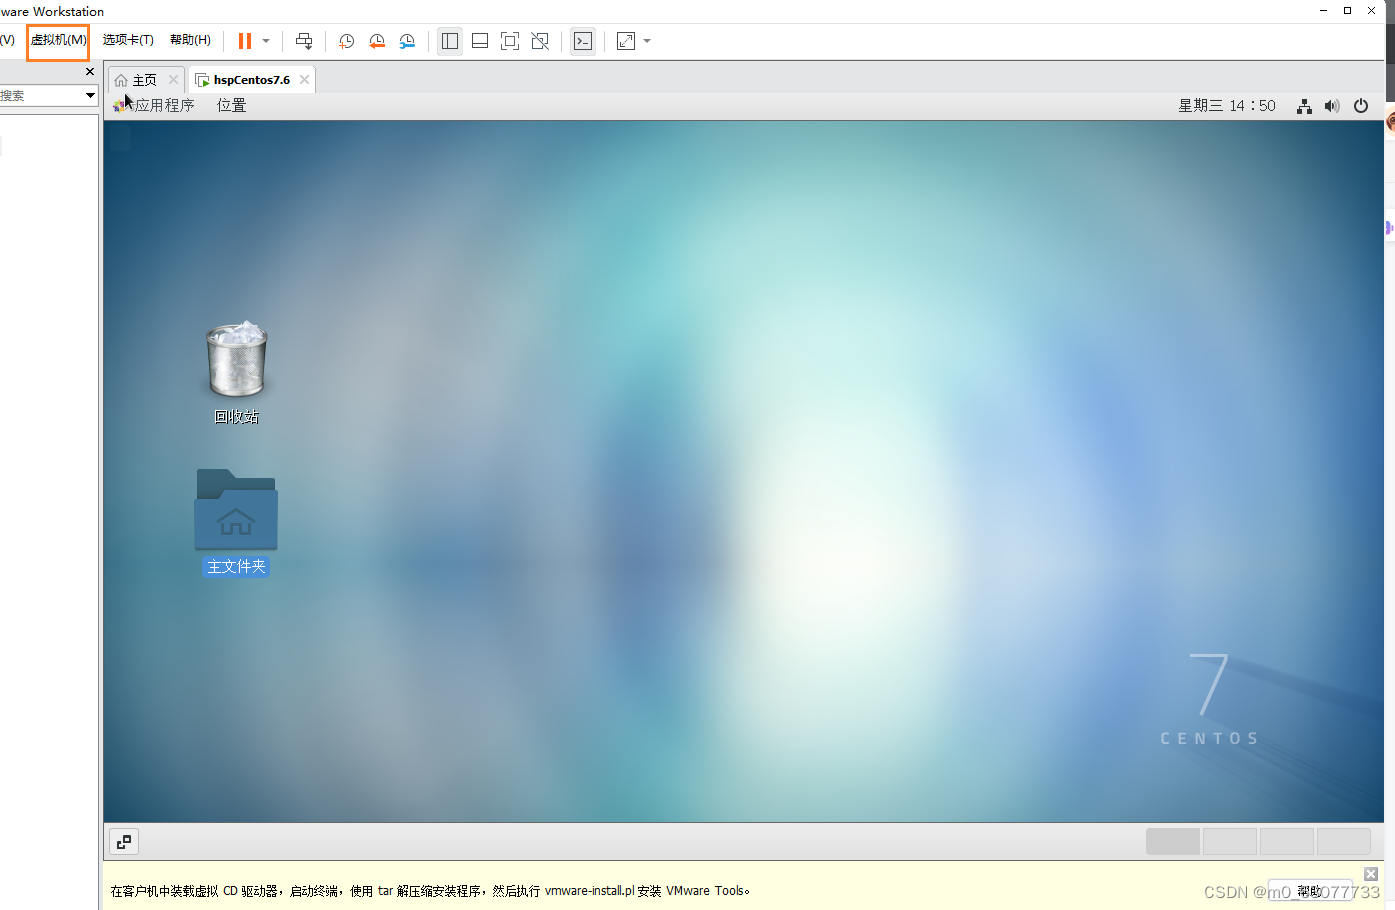 ware Workstation
(V) 虚拟机(M) 选项卡(T) 帮助(H)
主页 hspCentos7.6
搜索
应用程序 位置 星期三 14：50
回收站
主文件夹
7
CENTOS
在客户机中装载虚拟 CD 驱动器，启动终端，使用 tar 解压缩安装程序，然后执行 vmware-install.pl 安装 VMware Tools。
帮助